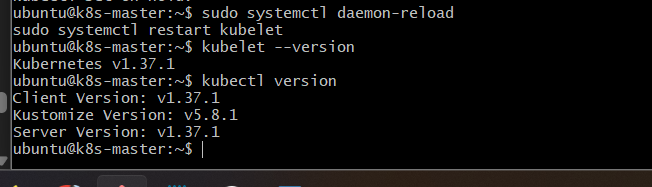 ubuntu@k8s-master:~$ sudo systemctl daemon-reload
sudo systemctl restart kubelet
ubuntu@k8s-master:~$ kubelet --version
Kubernetes v1.37.1
ubuntu@k8s-master:~$ kubectl version
Client Version: v1.37.1
Kustomize Version: v5.8.1
Server Version: v1.37.1
ubuntu@k8s-master:~$